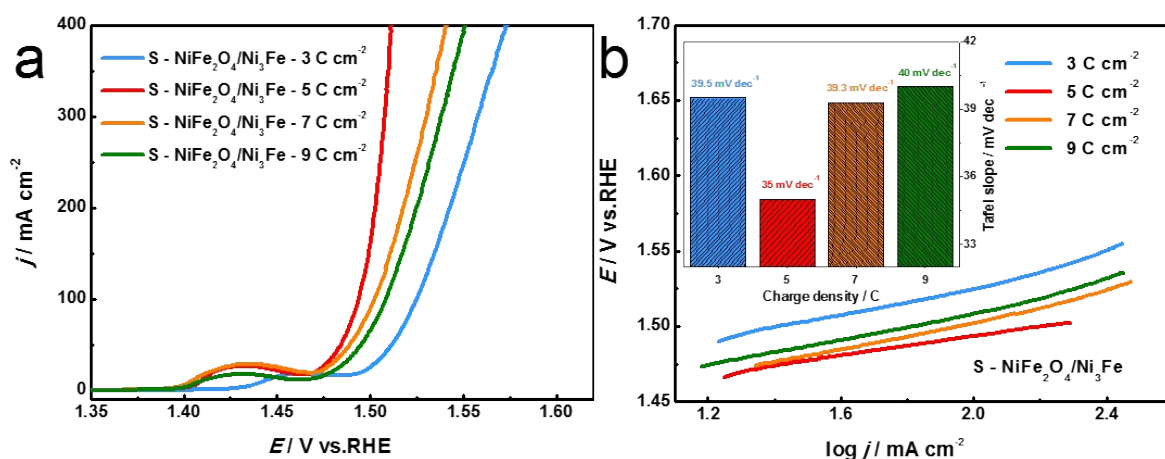 a
400
300
200
100
0
j / mA cm⁻²
S - NiFe₂O₄/Ni₃Fe - 3 C cm⁻²
S - NiFe₂O₄/Ni₃Fe - 5 C cm⁻²
S - NiFe₂O₄/Ni₃Fe - 7 C cm⁻²
S - NiFe₂O₄/Ni₃Fe - 9 C cm⁻²
1.35 1.40 1.45 1.50 1.55 1.60
E / V vs.RHE
b
1.70
1.65
1.60
1.55
1.50
1.45
E / V vs.RHE
39.5 mV dec⁻¹
35 mV dec⁻¹
39.3 mV dec⁻¹
40 mV dec⁻¹
42
39
36
33
Tafel slope / mV dec⁻¹
3 5 7 9
Charge density / C
3 C cm⁻²
5 C cm⁻²
7 C cm⁻²
9 C cm⁻²
S - NiFe₂O₄/Ni₃Fe
1.2 1.6 2.0 2.4
log j / mA cm⁻²